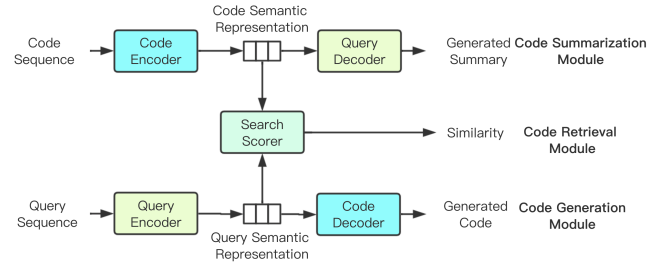 Code Semantic
Representation
Code
Sequence
Code
Encoder
Query
Decoder
Generated
Summary
Code Summarization
Module
Search
Scorer
Similarity
Code Retrieval
Module
Query
Sequence
Query
Encoder
Code
Decoder
Generated
Code
Code Generation
Module
Query Semantic
Representation